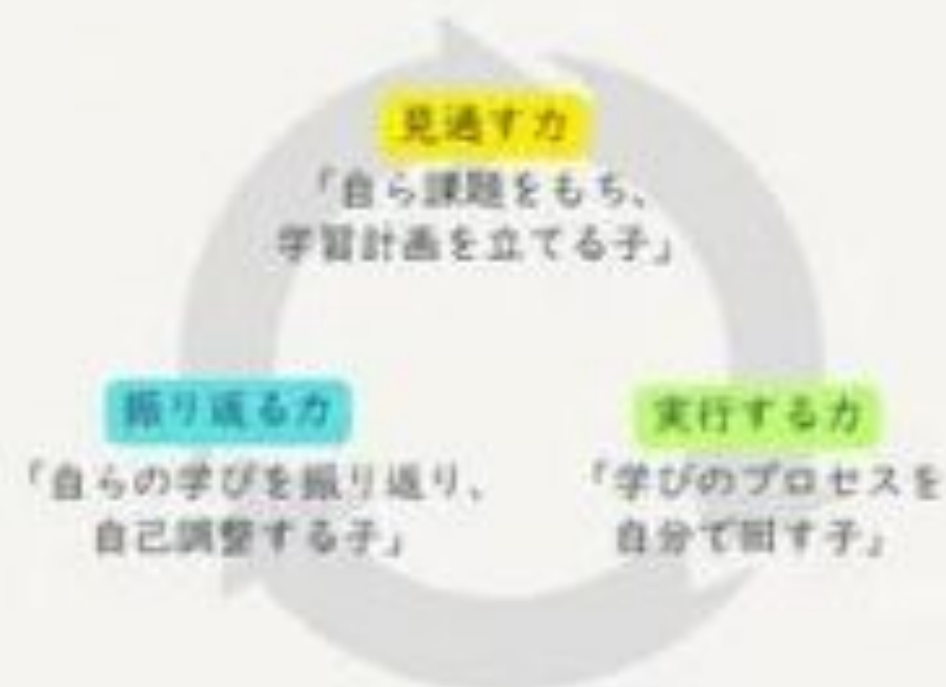 見通す力
「自ら課題をもち、
学習計画を立てる子」
振り返る力
「自らの学びを振り返り、
自己調整する子」
実行する力
「学びのプロセスを
自分で回す子」